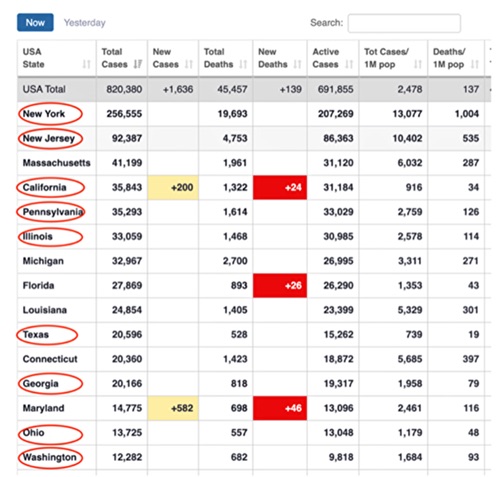 Now Yesterday Search:
USA Total New Total New Active Tot Cases/ Deaths/
State Cases Cases Deaths Deaths Cases 1M pop 1M pop
USA Total 820,380 +1,636 45,457 +139 691,855 2,478 137
New York 256,555 19,693 207,269 13,077 1,004
New Jersey 92,387 4,753 86,363 10,402 535
Massachusetts 41,199 1,961 31,120 6,032 287
California 35,843 +200 1,322 +24 31,184 916 34
Pennsylvania 35,293 1,614 33,029 2,759 126
Illinois 33,059 1,468 30,985 2,578 114
Michigan 32,967 2,700 26,995 3,311 271
Florida 27,869 893 +26 26,290 1,353 43
Louisiana 24,854 1,405 23,399 5,329 301
Texas 20,596 528 15,262 739 19
Connecticut 20,360 1,423 18,872 5,685 397
Georgia 20,166 818 19,317 1,958 79
Maryland 14,775 +582 698 +46 13,096 2,461 116
Ohio 13,725 557 13,048 1,179 48
Washington 12,282 682 9,818 1,684 93